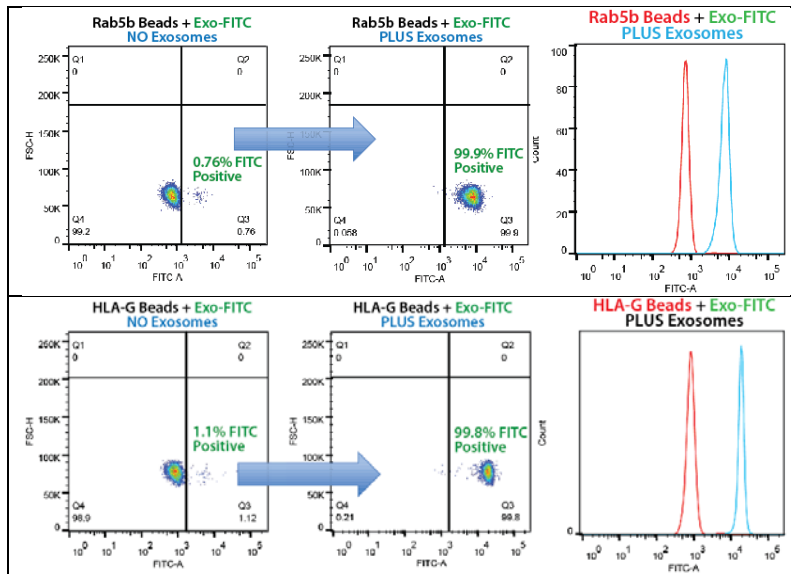 Rab5b Beads + Exo-FITC
NO Exosomes
250K
200K
150K
100K
50K
0
FSC-H
Q1
0
Q2
0
0.76% FITC
Positive
Q4
99.2
Q3
0.76
10^0 10^1 10^2 10^3 10^4 10^5
FITC-A
Rab5b Beads + Exo-FITC
PLUS Exosomes
250K
200K
150K
100K
50K
0
FSC-H
Q1
0
Q2
0
99.9% FITC
Positive
Q4
0.058
Q3
99.9
10^0 10^1 10^2 10^3 10^4 10^5
FITC-A
Rab5b Beads + Exo-FITC
PLUS Exosomes
100
80
60
40
20
0
Count
10^0 10^1 10^2 10^3 10^4 10^5
FITC-A
HLA-G Beads + Exo-FITC
NO Exosomes
250K
200K
150K
100K
50K
0
FSC-H
Q1
0
Q2
0
1.1% FITC
Positive
Q4
98.9
Q3
1.12
10^0 10^1 10^2 10^3 10^4 10^5
FITC-A
HLA-G Beads + Exo-FITC
PLUS Exosomes
250K
200K
150K
100K
50K
0
FSC-H
Q1
0
Q2
0
99.8% FITC
Positive
Q4
0.21
Q3
99.8
10^0 10^1 10^2 10^3 10^4 10^5
FITC-A
HLA-G Beads + Exo-FITC
PLUS Exosomes
Count
0
10^0 10^1 10^2 10^3 10^4 10^5
FITC-A